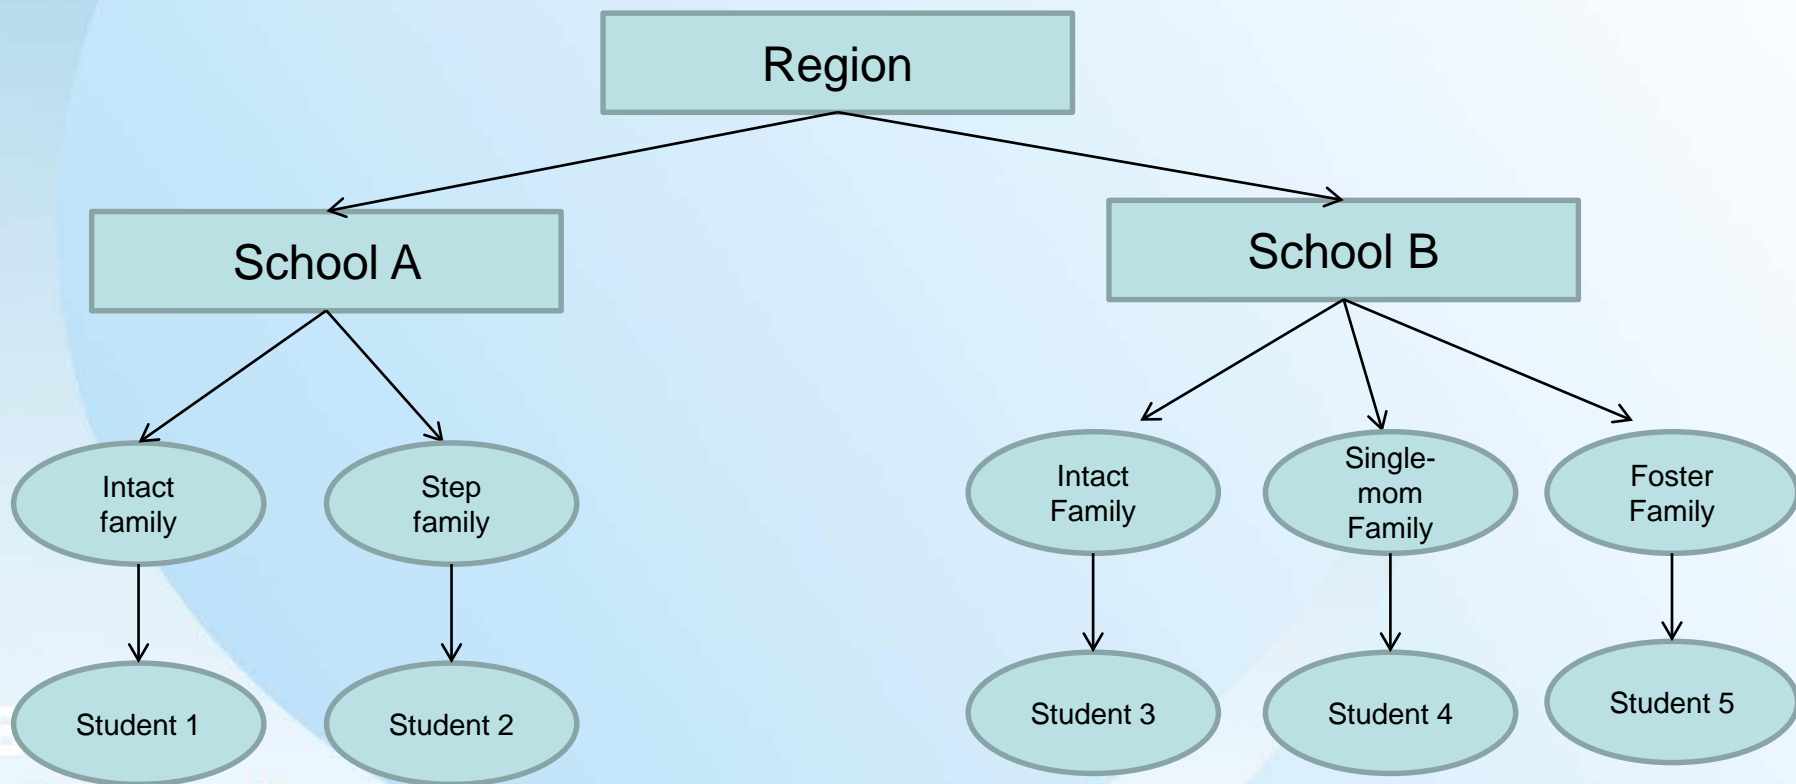 Region
School A
School B
Intact
family
Step
family
Intact
Family
Single-
mom
Family
Foster
Family
Student 1
Student 2
Student 3
Student 4
Student 5